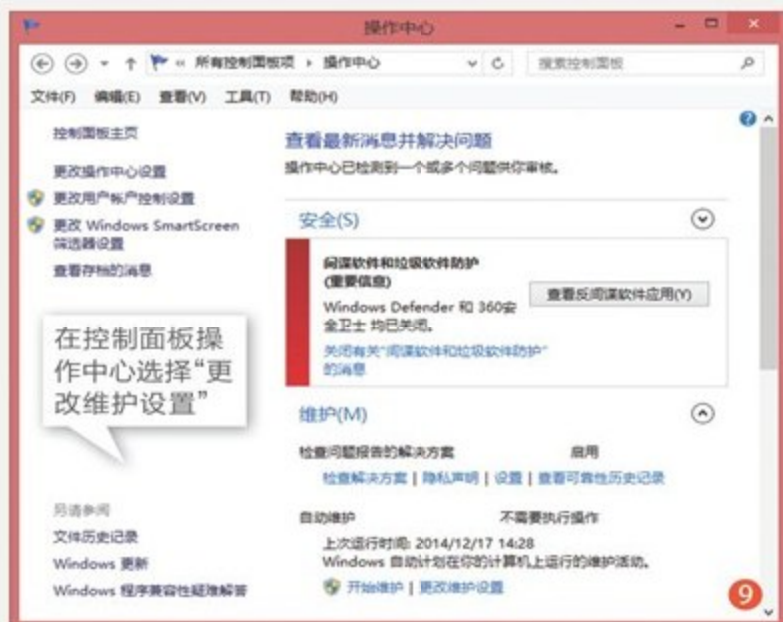 操作中心
所有控制面板项 操作中心
搜索控制面板
文件(F) 编辑(E) 查看(V) 工具(T) 帮助(H)
控制面板主页
更改操作中心设置
更改用户帐户控制设置
更改 Windows SmartScreen
筛选器设置
查看存档的消息
在控制面板操
作中心选择“更
改维护设置”
另请参阅
文件历史记录
Windows 更新
Windows 程序兼容性疑难解答
查看最新消息并解决问题
操作中心已检测到一个或多个问题供你审核。
安全(S)
间谍软件和垃圾软件防护
(重要信息)
查看反间谍软件应用(Y)
Windows Defender 和 360安
全卫士 均已关闭。
关闭有关“间谍软件和垃圾软件防护”
的消息
维护(M)
检查问题报告的解决方案 启用
检查解决方案 | 隐私声明 | 设置 | 查看可靠性历史记录
自动维护 不需要执行操作
上次运行时间: 2014/12/17 14:28
Windows 自动计划在你的计算机上运行的维护活动。
开始维护 | 更改维护设置
9